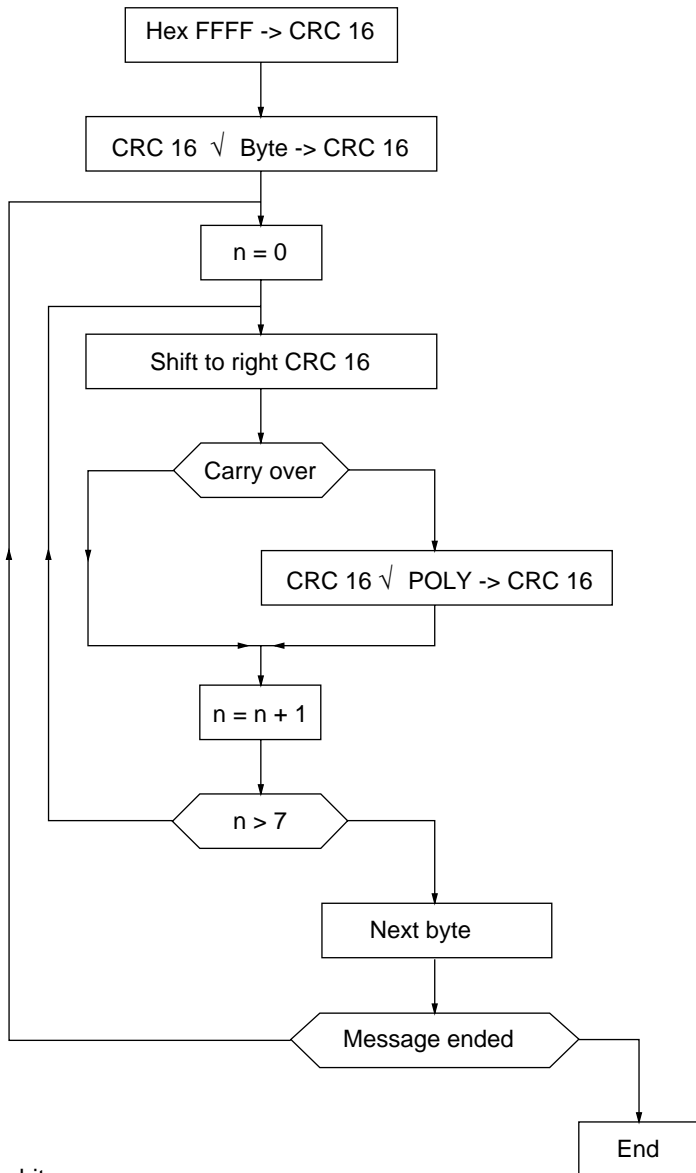 Hex FFFF -> CRC 16
CRC 16 √ Byte -> CRC 16
n = 0
Shift to right CRC 16
Carry over
CRC 16 √ POLY -> CRC 16
n = n + 1
n > 7
Next byte
Message ended
End